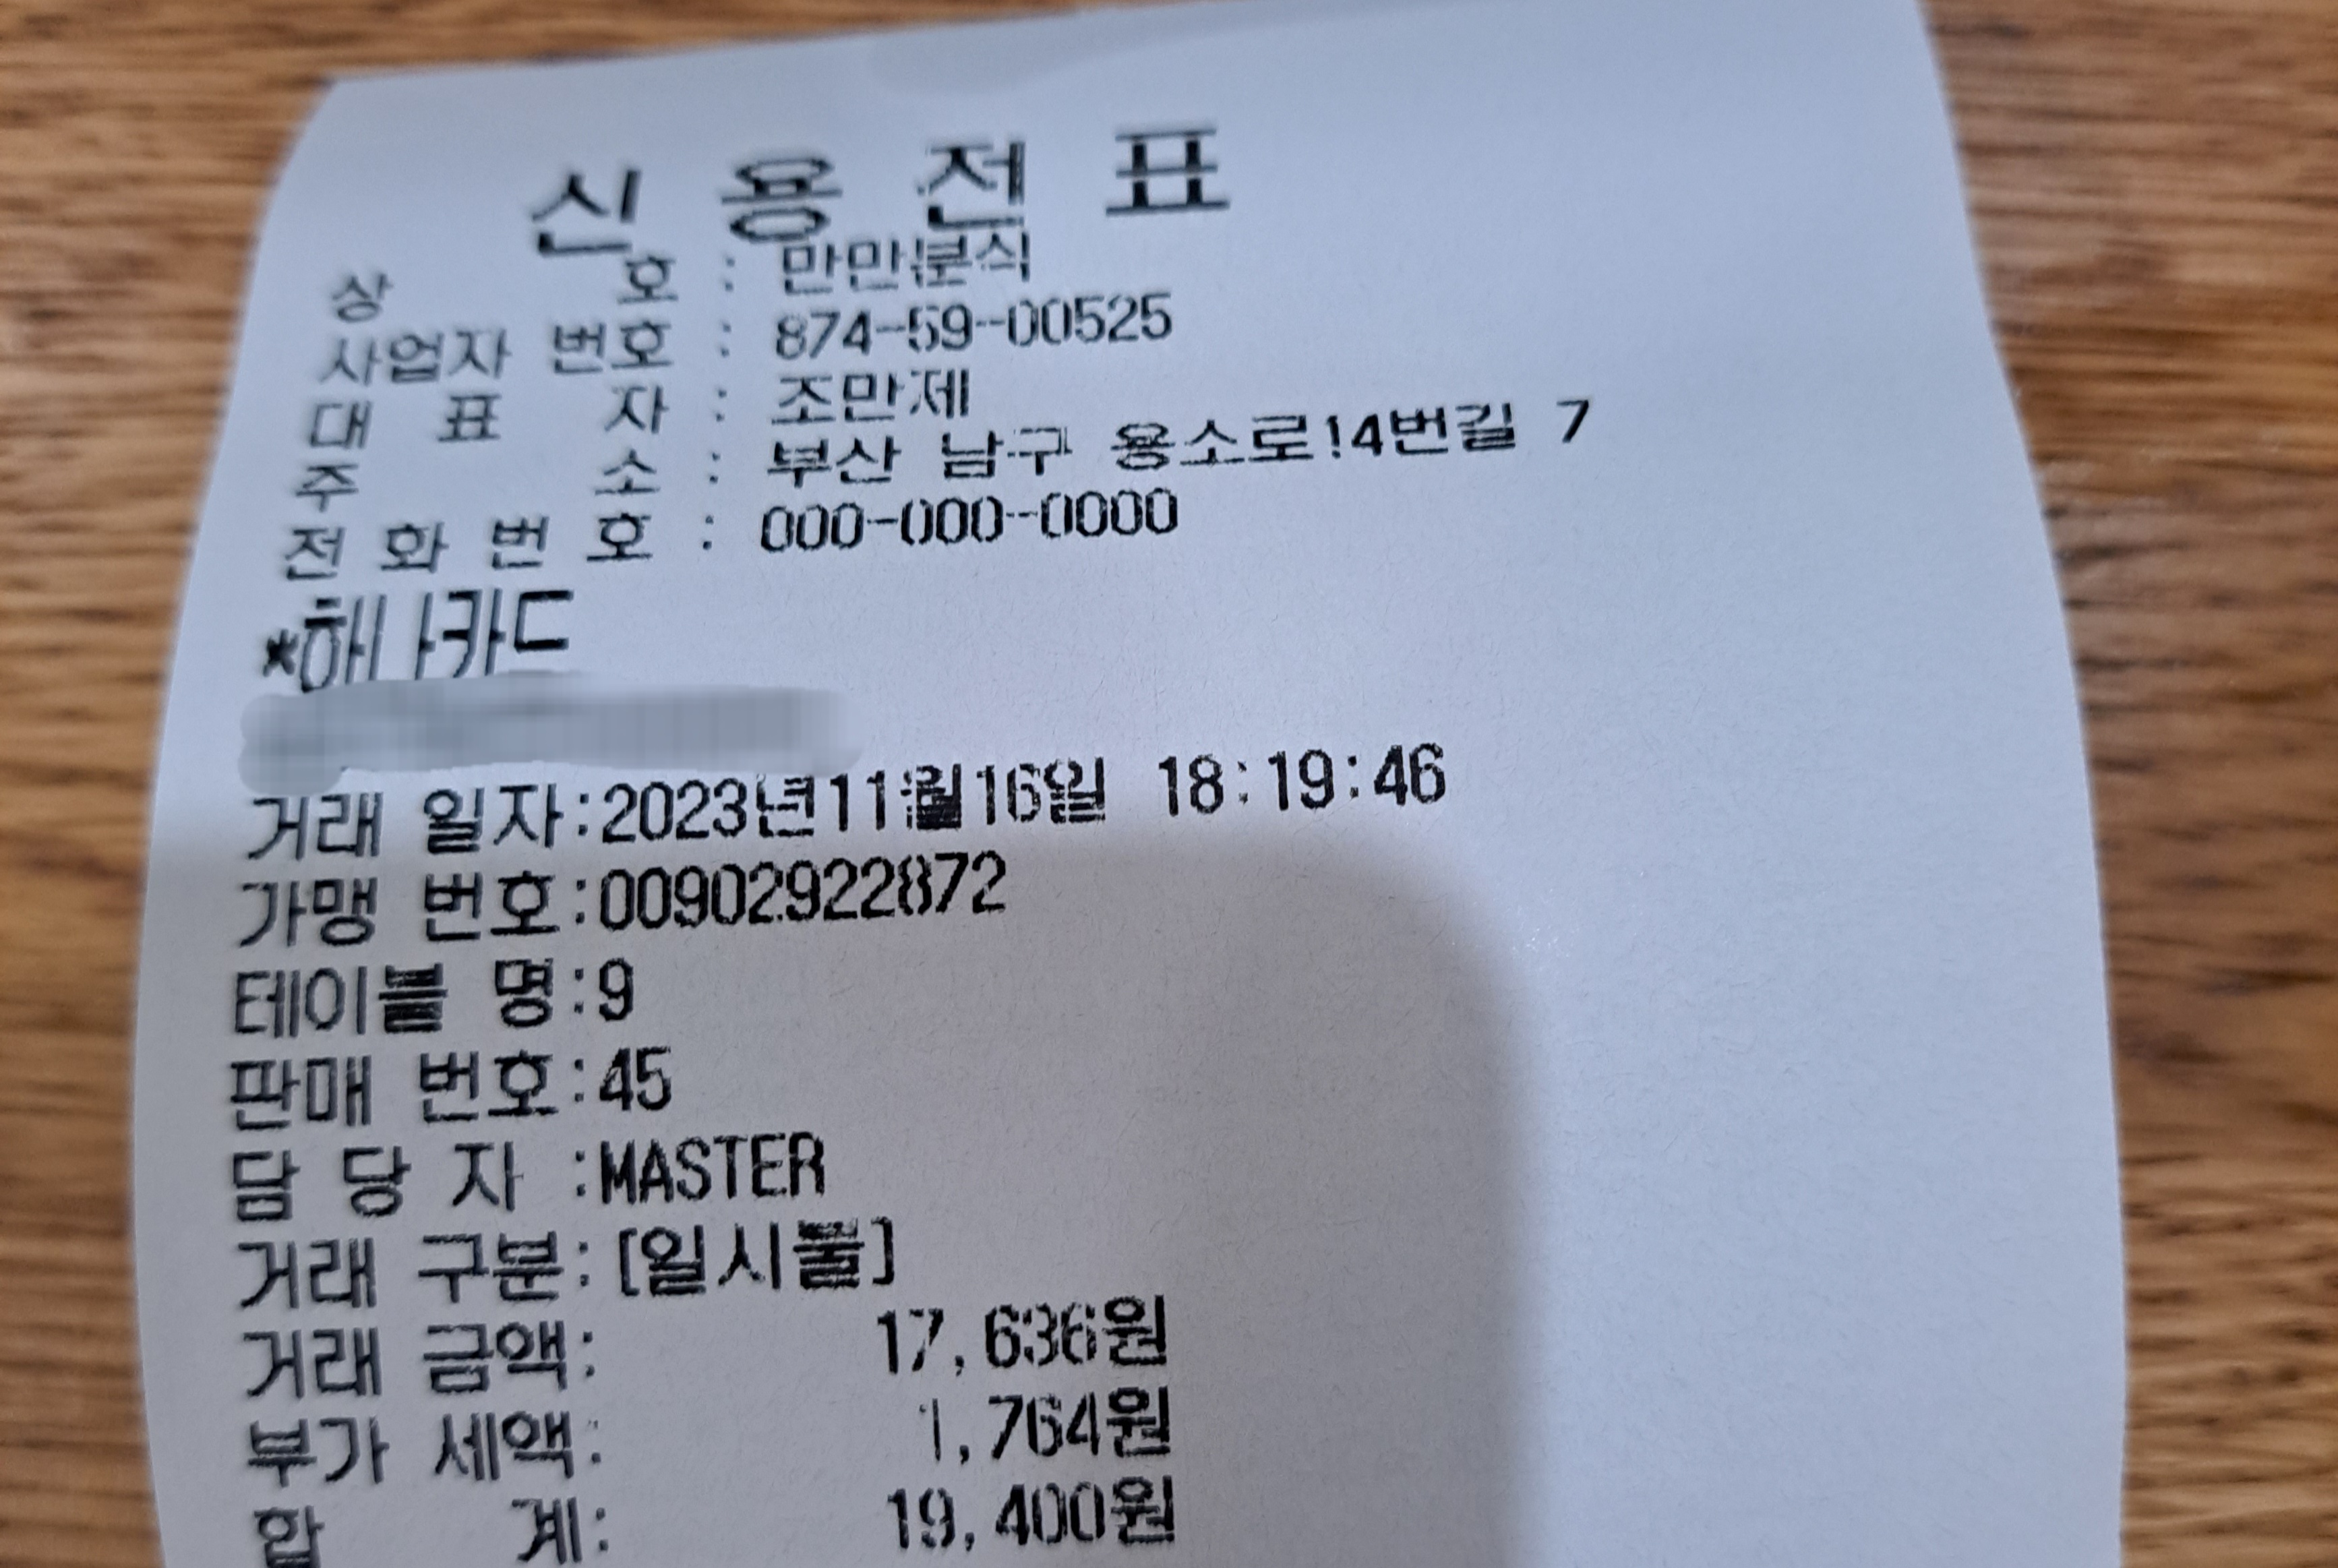 신용전표
상 호 : 만만분식
사업자 번호 : 874-59-00525
대 표 자 : 조만제
주 소 : 부산 남구 용소로14번길 7
전 화 번 호 : 000-000-0000
*하나카드
거래 일자:2023년11월16일 18:19:46
가맹 번호:00902922872
테이블 명:9
판매 번호:45
담 당 자 :MASTER
거래 구분:[일시불]
거래 금액: 17,636원
부가 세액: 1,764원
합 계: 19,400원